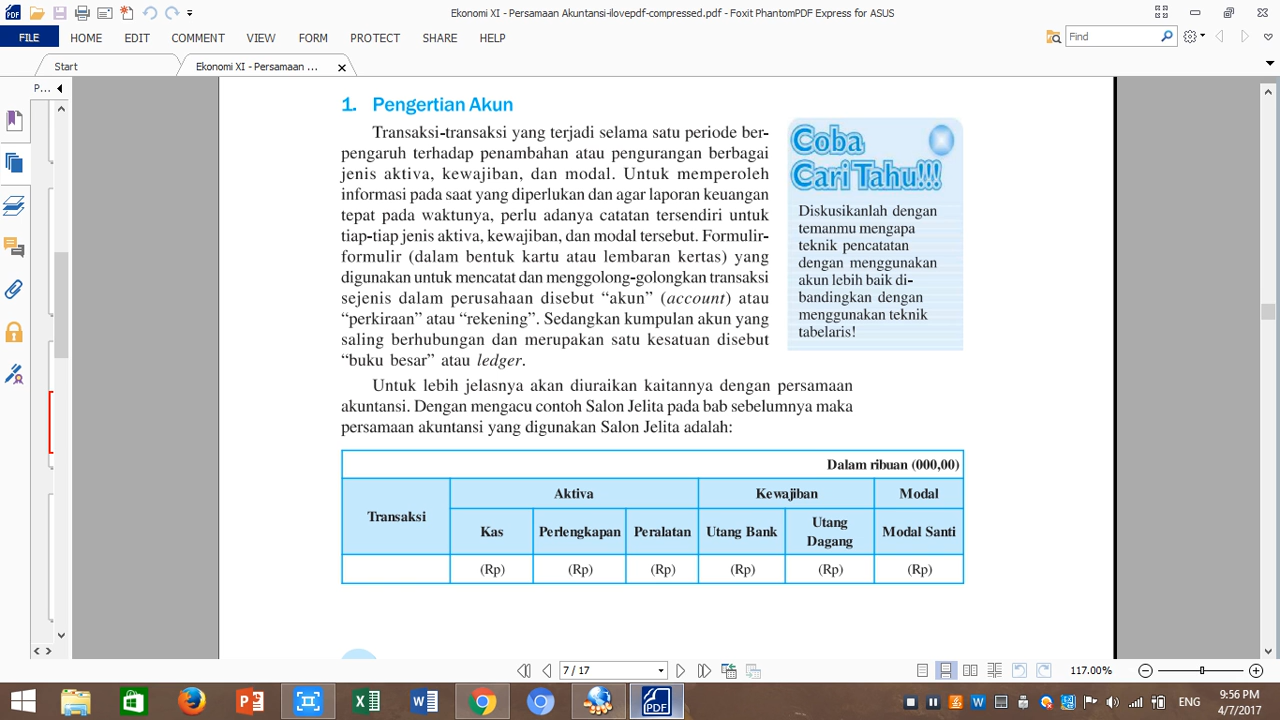 Ekonomi XI - Persamaan Akuntansi-ilovepdf-compressed.pdf - Foxit PhantomPDF Express for ASUS
FILE HOME EDIT COMMENT VIEW FORM PROTECT SHARE HELP
Find
Start
Ekonomi XI - Persamaan ...
P...
1. Pengertian Akun
Transaksi-transaksi yang terjadi selama satu periode ber-
pengaruh terhadap penambahan atau pengurangan berbagai
jenis aktiva, kewajiban, dan modal. Untuk memperoleh
informasi pada saat yang diperlukan dan agar laporan keuangan
tepat pada waktunya, perlu adanya catatan tersendiri untuk
tiap-tiap jenis aktiva, kewajiban, dan modal tersebut. Formulir-
formulir (dalam bentuk kartu atau lembaran kertas) yang
digunakan untuk mencatat dan menggolong-golongkan transaksi
sejenis dalam perusahaan disebut “akun” (account) atau
“perkiraan” atau “rekening”. Sedangkan kumpulan akun yang
saling berhubungan dan merupakan satu kesatuan disebut
“buku besar” atau ledger.
Coba
Cari Tahu!!!
Diskusikanlah dengan
temanmu mengapa
teknik pencatatan
dengan menggunakan
akun lebih baik di-
bandingkan dengan
menggunakan teknik
tabelaris!
Untuk lebih jelasnya akan diuraikan kaitannya dengan persamaan
akuntansi. Dengan mengacu contoh Salon Jelita pada bab sebelumnya maka
persamaan akuntansi yang digunakan Salon Jelita adalah:
Dalam ribuan (000,00)
Transaksi
Aktiva Kewajiban Modal
Kas Perlengkapan Peralatan Utang Bank Utang Dagang Modal Santi
(Rp) (Rp) (Rp) (Rp) (Rp) (Rp)
7 / 17
117.00%
ENG
9:56 PM
4/7/2017